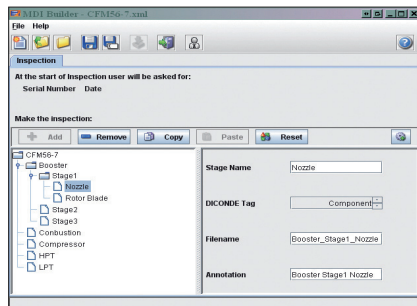 MDI Builder - CFM56-7.xml
File Help
Inspection
At the start of Inspection user will be asked for:
Serial Number Date
Make the inspection:
Add Remove Copy Paste Reset
CFM56-7
Booster
Stage1
Nozzle
Rotor Blade
Stage2
Stage3
Conbustion
Compressor
HPT
LPT
Stage Name Nozzle
DICONDE Tag Component
Filename Booster_Stage1_Nozzle
Annotation Booster Stage1 Nozzle